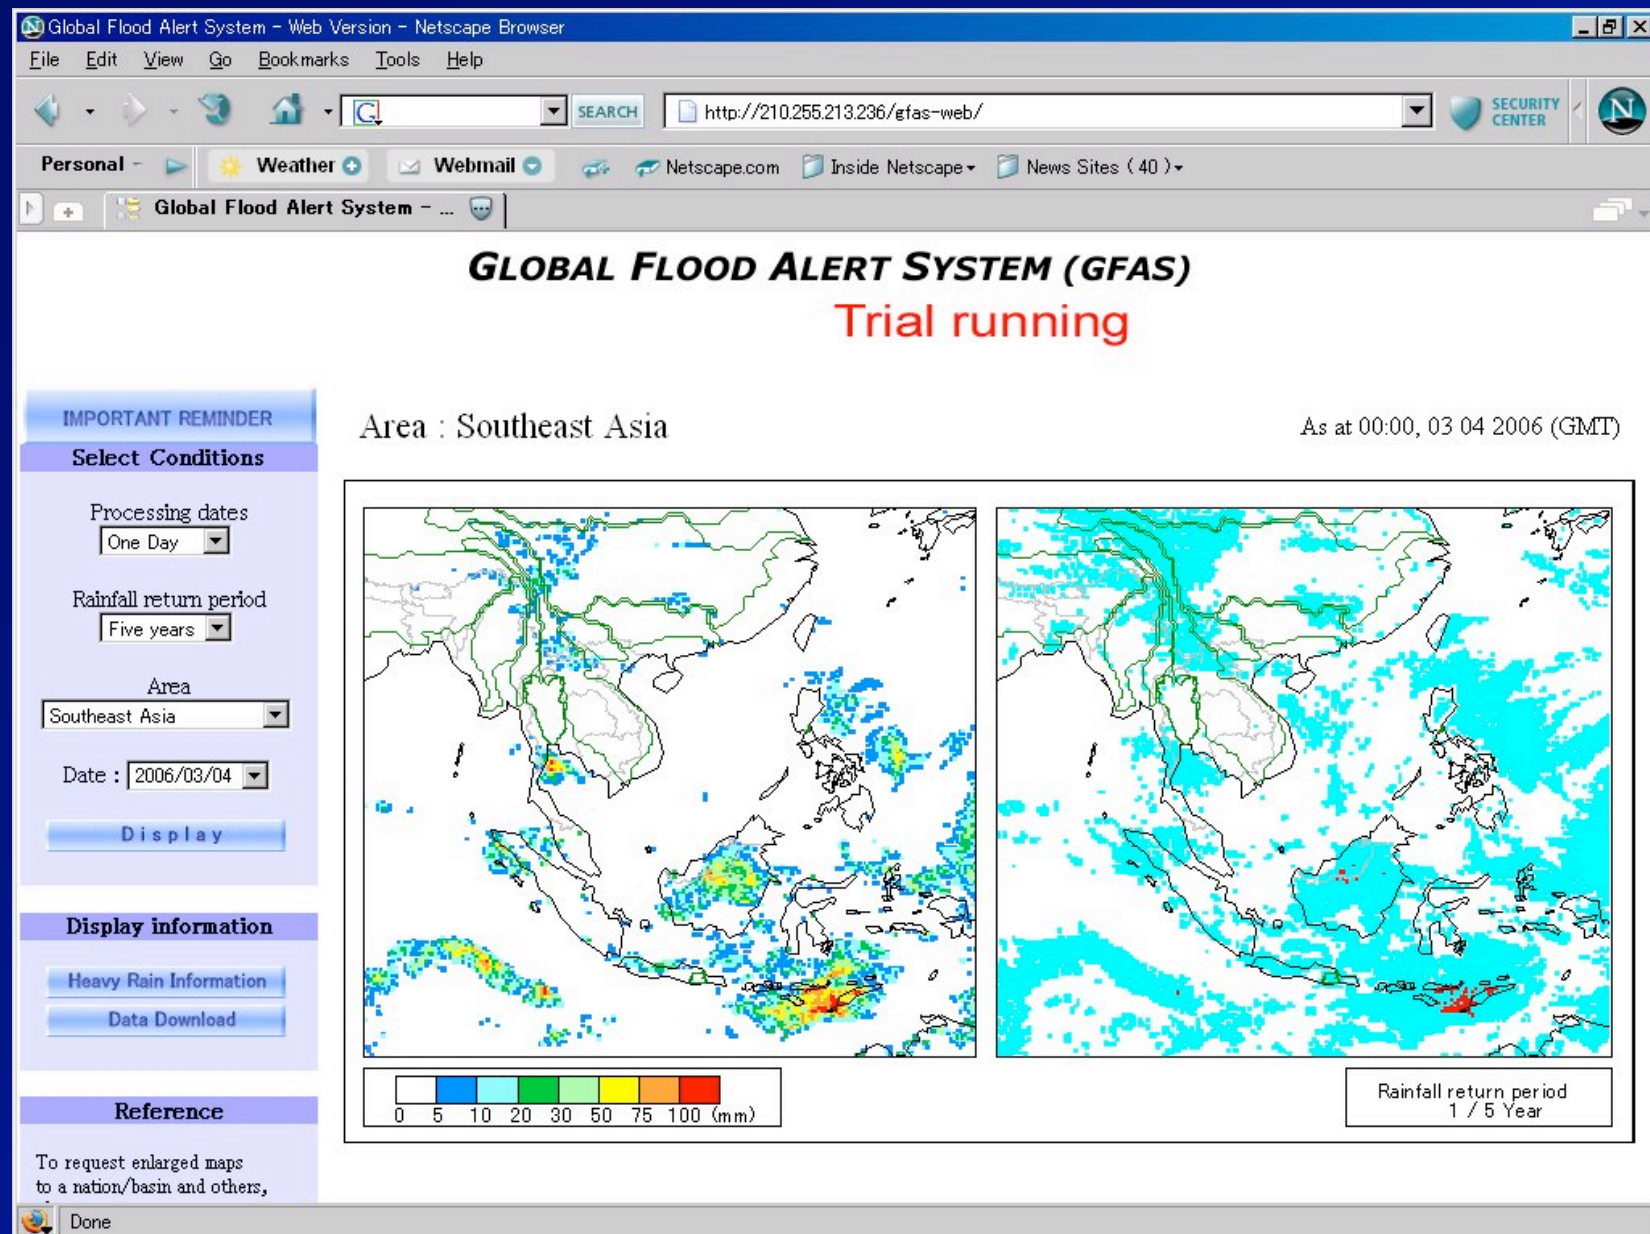 Global Flood Alert System - Web Version - Netscape Browser
File Edit View Go Bookmarks Tools Help
SEARCH http://210.255.213.236/gfas-web/ SECURITY CENTER
Personal Weather Webmail Netscape.com Inside Netscape News Sites (40)
Global Flood Alert System - ...
GLOBAL FLOOD ALERT SYSTEM (GFAS)
Trial running
IMPORTANT REMINDER
Select Conditions
Processing dates
One Day
Rainfall return period
Five years
Area
Southeast Asia
Date : 2006/03/04
Display
Display information
Heavy Rain Information
Data Download
Reference
To request enlarged maps
to a nation/basin and others,
Area : Southeast Asia
As at 00:00, 03 04 2006 (GMT)
0 5 10 20 30 50 75 100 (mm)
Rainfall return period
1 / 5 Year
Done